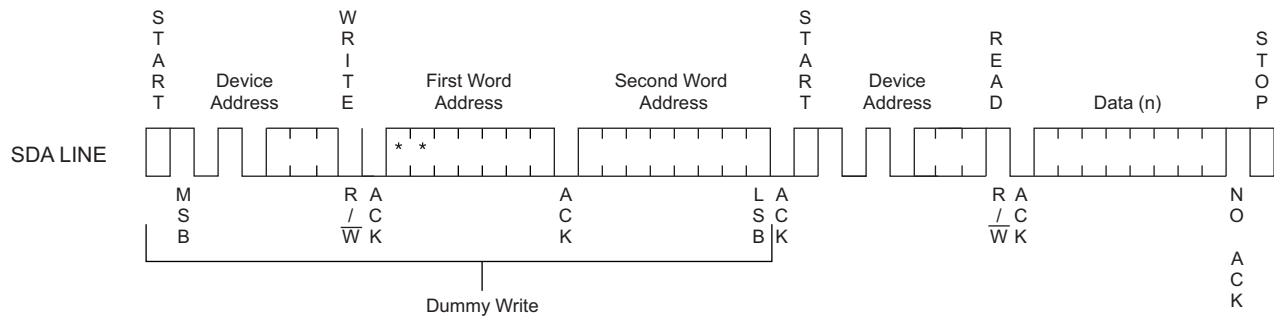 START
WRITE
START
READ
STOP
Device
Address
First Word
Address
Second Word
Address
Device
Address
Data (n)
SDA LINE
* *
MSB
R/W
ACK
ACK
LSB
ACK
R/W
ACK
NO ACK
Dummy Write